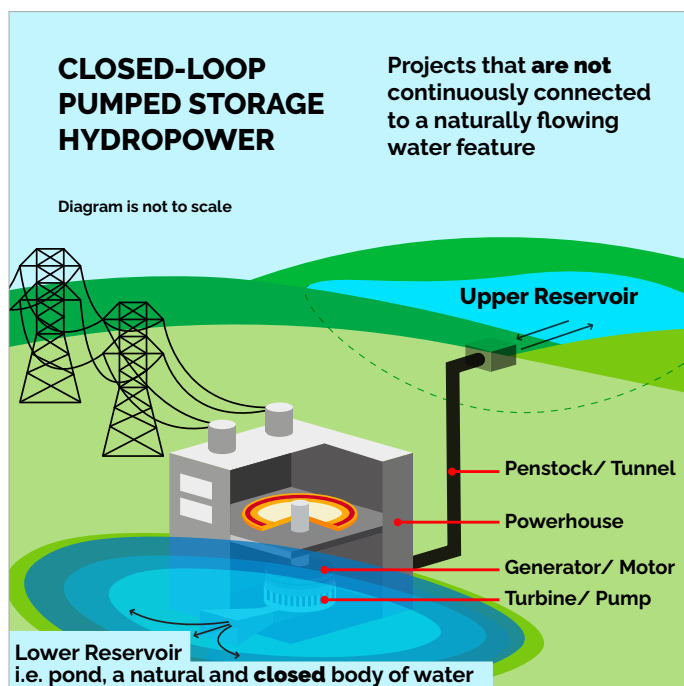 CLOSED-LOOP
PUMPED STORAGE
HYDROPOWER
Projects that are not
continuously connected
to a naturally flowing
water feature
Diagram is not to scale
Upper Reservoir
Penstock/ Tunnel
Powerhouse
Generator/ Motor
Turbine/ Pump
Lower Reservoir
i.e. pond, a natural and closed body of water